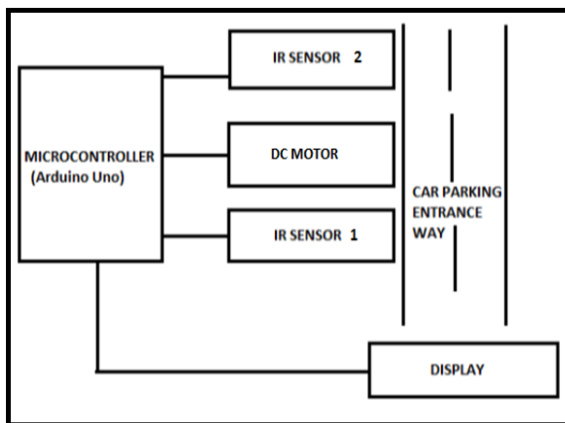 IR SENSOR 2
MICROCONTROLLER
(Arduino Uno)
DC MOTOR
IR SENSOR 1
CAR PARKING
ENTRANCE
WAY
DISPLAY